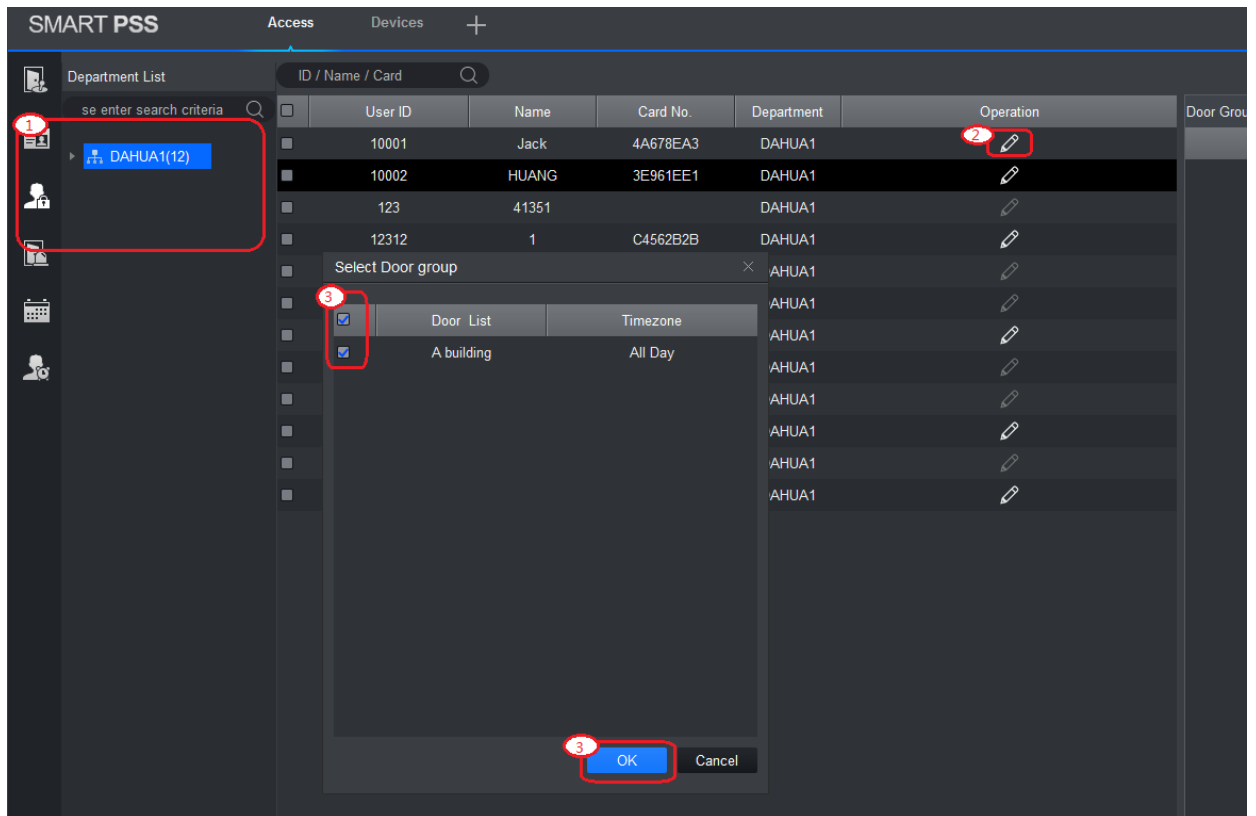 SMART PSS Access Devices
Department List ID / Name / Card
se enter search criteria User ID Name Card No. Department Operation Door Grou
1
DAHUA1(12)
10001 Jack 4A678EA3 DAHUA1 2
10002 HUANG 3E961EE1 DAHUA1
123 41351 DAHUA1
12312 1 C4562B2B DAHUA1
Select Door group AHUA1
3 AHUA1
Door List Timezone AHUA1
A building All Day AHUA1
AHUA1
AHUA1
AHUA1
AHUA1
3
OK Cancel